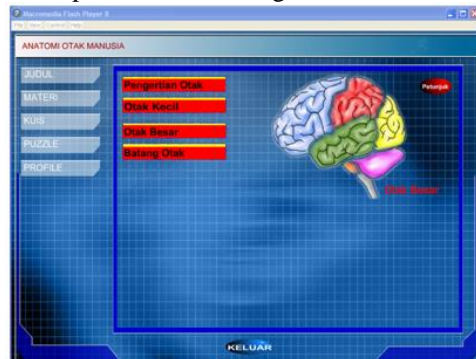 Macromedia Flash Player 8
File View Control Help
ANATOMI OTAK MANUSIA
JUDUL
MATERI
KUIS
PUZZLE
PROFILE
Pengertian Otak
Otak Kecil
Otak Besar
Batang Otak
Petunjuk
Otak Besar
KELUAR